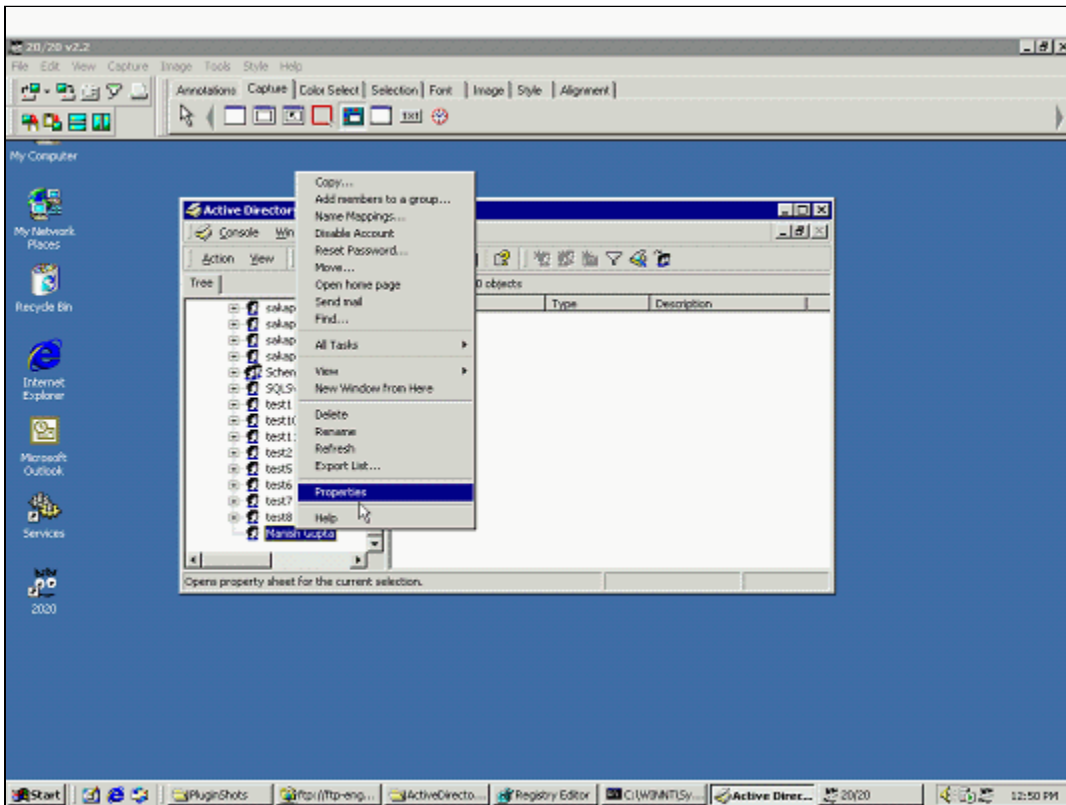 20/20 v2.2
File Edit View Capture Image Tools Style Help
Annotations Capture Color Select Selection Font Image Style Alignment
My Computer
My Network Places
Recycle Bin
Internet Explorer
Microsoft Outlook
Services
2020
Active Director
Console Win
Action View
Tree
0 objects
Type Description
sakap
sakap
sakap
sakap
Schem
SQLSv
test1
test10
test1
test2
test5
test6
test7
test8
Manish Gupta
Copy...
Add members to a group...
Name Mappings...
Disable Account
Reset Password...
Move...
Open home page
Send mail
Find...
All Tasks
View
New Window from Here
Delete
Rename
Refresh
Export List...
Properties
Help
Opens property sheet for the current selection.
Start PluginShots ftp://ftp-eng... ActiveDirecto... Registry Editor C:\WINNT\Sy... Active Direc... 20/20 12:50 PM